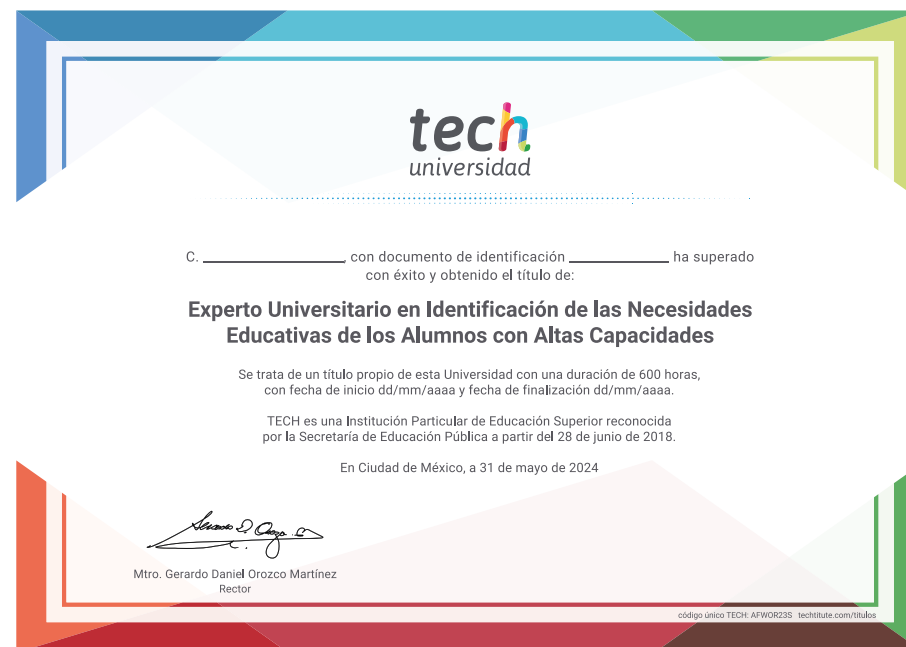 tech
universidad
C. ____________, con documento de identificación ____________ ha superado
con éxito y obtenido el título de:
Experto Universitario en Identificación de las Necesidades
Educativas de los Alumnos con Altas Capacidades
Se trata de un título propio de esta Universidad con una duración de 600 horas,
con fecha de inicio dd/mm/aaaa y fecha de finalización dd/mm/aaaa.
TECH es una Institución Particular de Educación Superior reconocida
por la Secretaría de Educación Pública a partir del 28 de junio de 2018.
En Ciudad de México, a 31 de mayo de 2024
Mtro. Gerardo Daniel Orozco Martínez
Rector
código único TECH: AFWOR23S techtitute.com/titulos